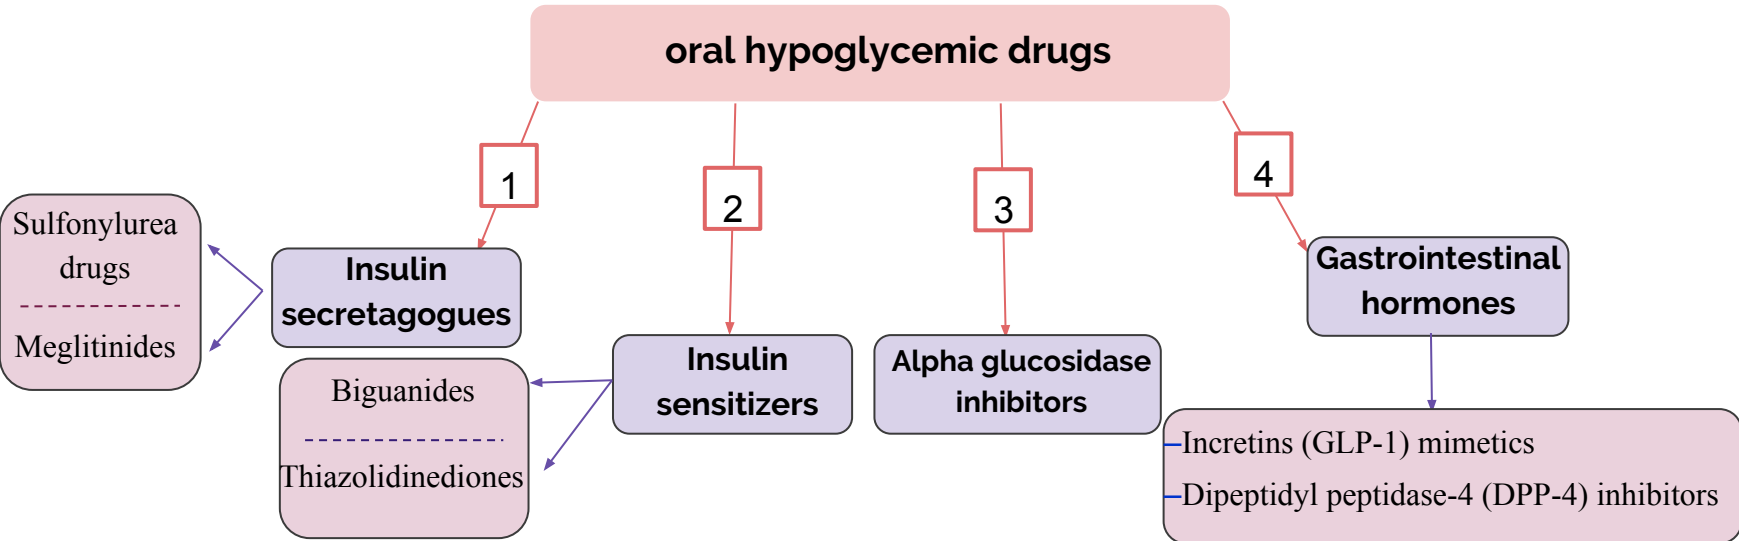 oral hypoglycemic drugs
1
2
3
4
Sulfonylurea
drugs
Meglitinides
Insulin
secretagogues
Biguanides
Thiazolidinediones
Insulin
sensitizers
Alpha glucosidase
inhibitors
Gastrointestinal
hormones
–Incretins (GLP-1) mimetics
–Dipeptidyl peptidase-4 (DPP-4) inhibitors